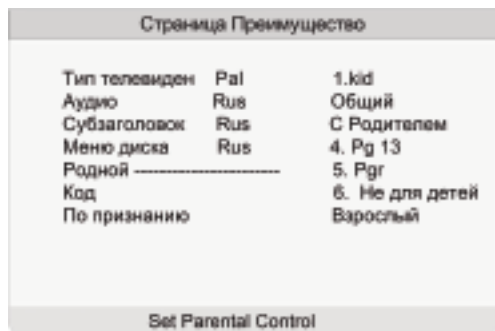 Страница Преимущество
Тип телевиден Pal 1.kid
Аудио Rus Общий
Субзаголовок Rus С Родителем
Меню диска Rus 4. Pg 13
Родной -------------------------- 5. Pgr
Код 6. Не для детей
По признанию Взрослый
Set Parental Control